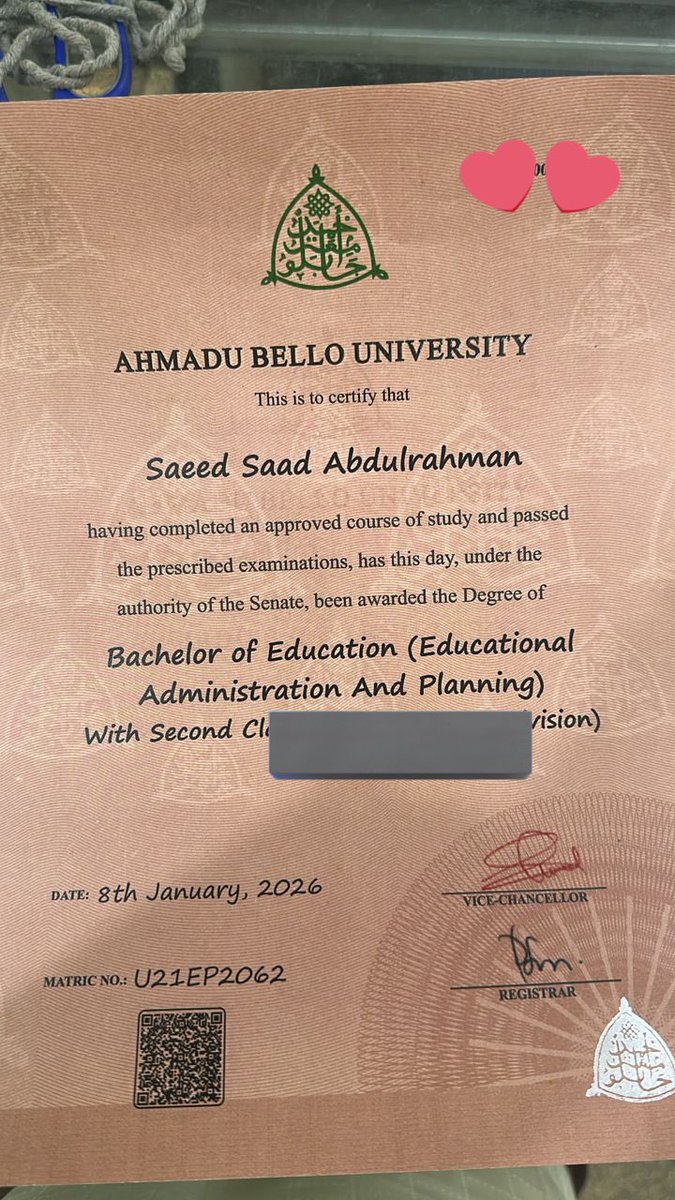 00
AHMADU BELLO UNIVERSITY
This is to certify that
Saeed Saad Abdulrahman
having completed an approved course of study and passed
the prescribed examinations, has this day, under the
authority of the Senate, been awarded the Degree of
Bachelor of Education (Educational
Administration And Planning)
With Second Cl vision)
DATE: 8th January, 2026
VICE-CHANCELLOR
MATRIC NO.: U21EP2062
REGISTRAR